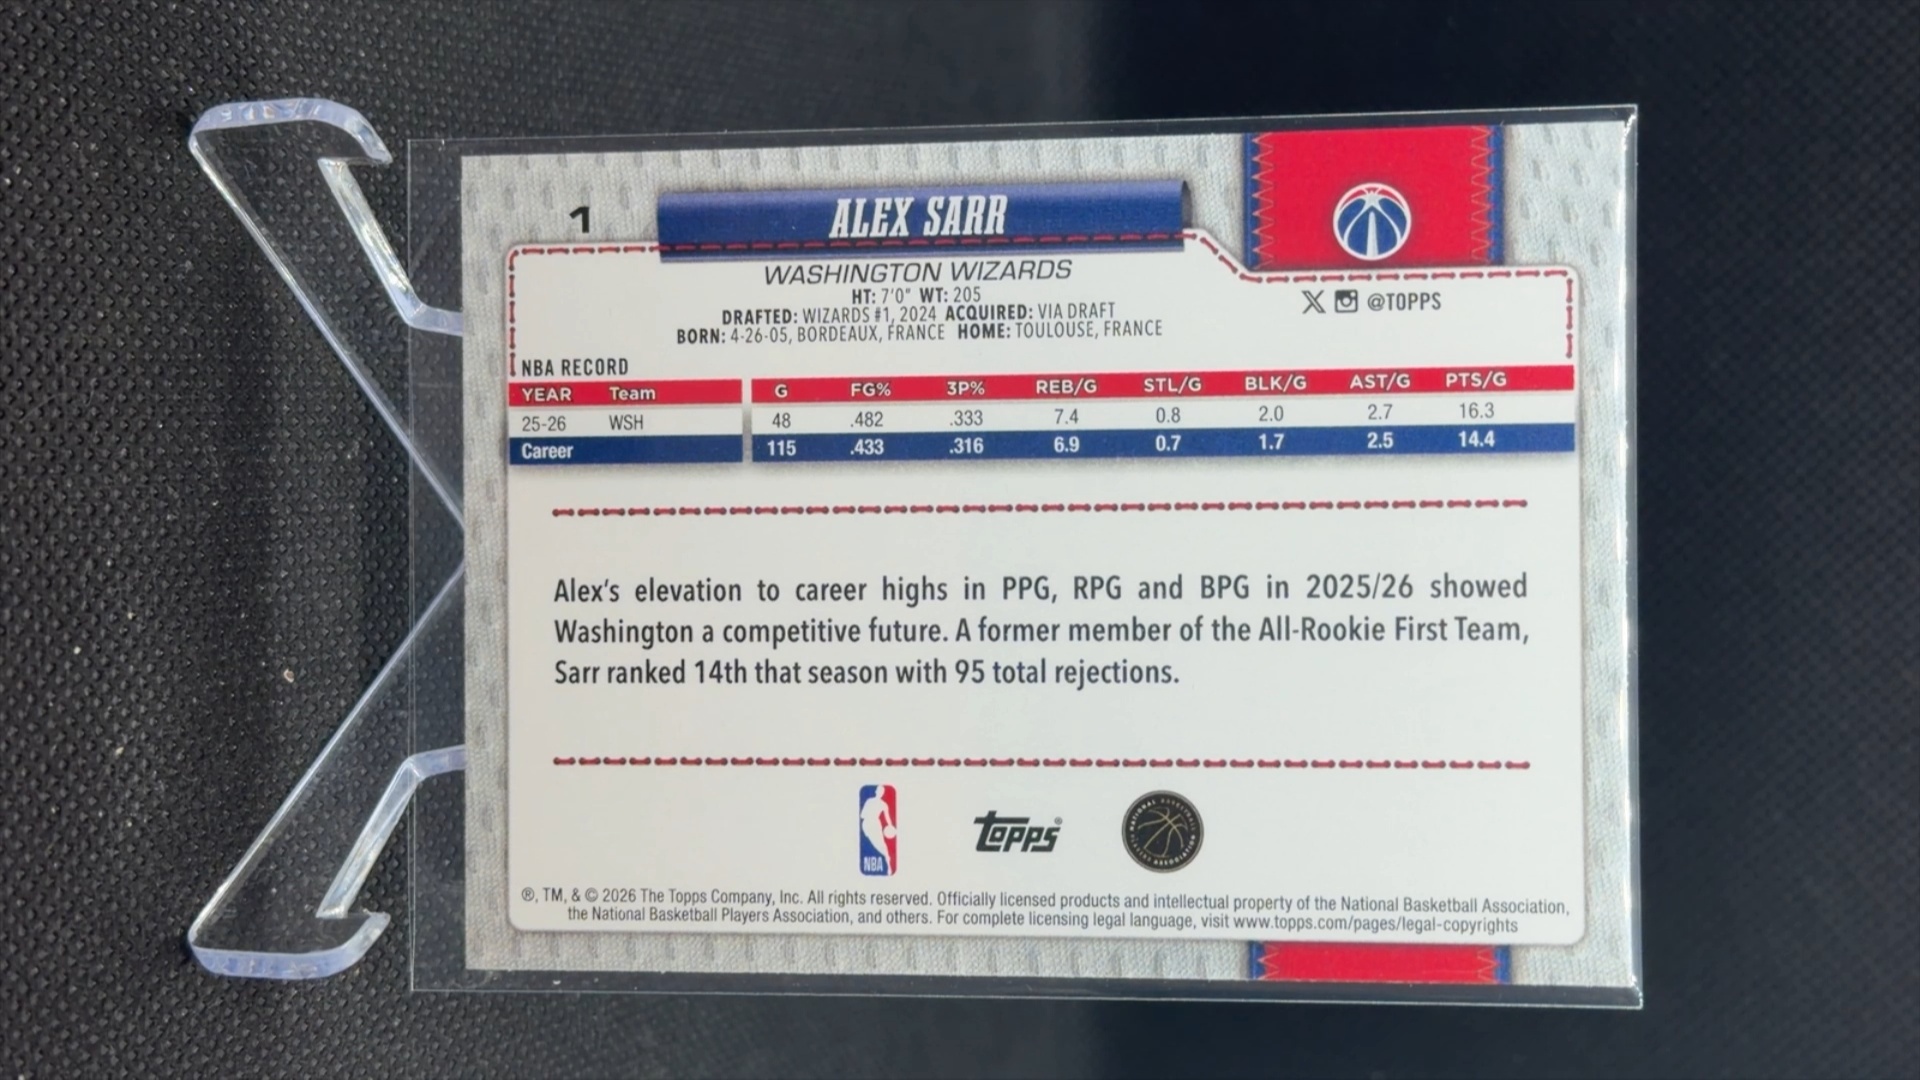 1
ALEX SARR
WASHINGTON WIZARDS
HT: 7'0" WT: 205
DRAFTED: WIZARDS #1, 2024 ACQUIRED: VIA DRAFT
BORN: 4-26-05, BORDEAUX, FRANCE HOME: TOULOUSE, FRANCE
@TOPPS
NBA RECORD
YEAR Team G FG% 3P% REB/G STL/G BLK/G AST/G PTS/G
25-26 WSH 48 .482 .333 7.4 0.8 2.0 2.7 16.3
Career 115 .433 .316 6.9 0.7 1.7 2.5 14.4
Alex's elevation to career highs in PPG, RPG and BPG in 2025/26 showed
Washington a competitive future. A former member of the All-Rookie First Team,
Sarr ranked 14th that season with 95 total rejections.
NBA
Topps®
®, TM, & © 2026 The Topps Company, Inc. All rights reserved. Officially licensed products and intellectual property of the National Basketball Association,
the National Basketball Players Association, and others. For complete licensing legal language, visit www.topps.com/pages/legal-copyrights